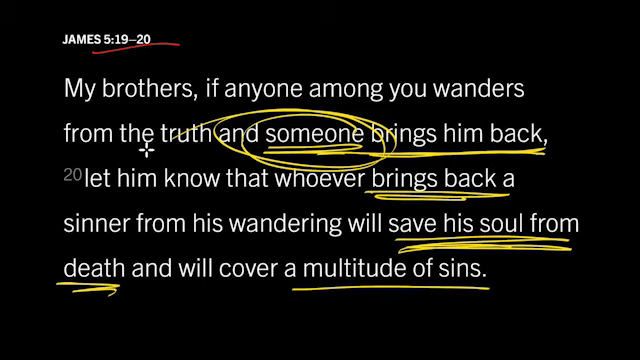 JAMES 5:19–20
My brothers, if anyone among you wanders
from the truth and someone brings him back,
20 let him know that whoever brings back a
sinner from his wandering will save his soul from
death and will cover a multitude of sins.